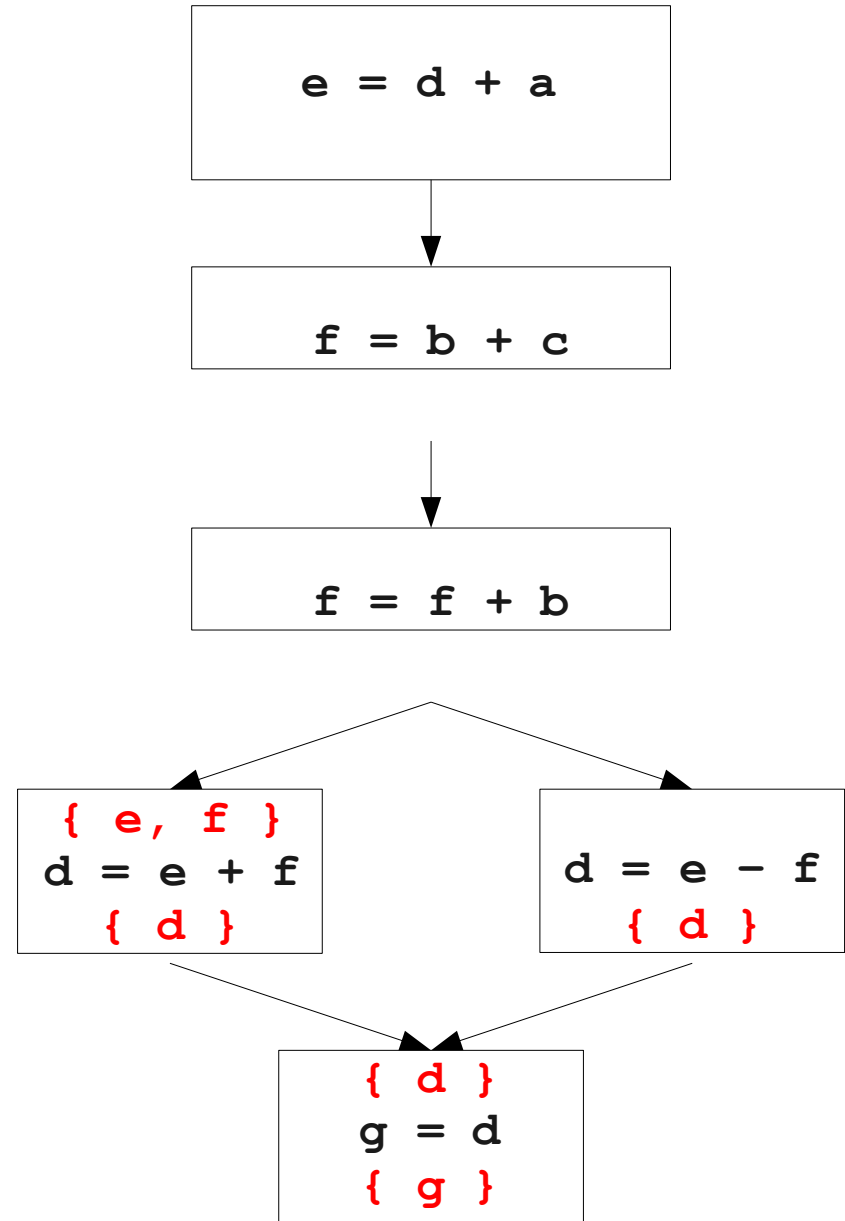 e = d + a
f = b + c
f = f + b
{ e, f }
d = e + f
{ d }
d = e - f
{ d }
{ d }
g = d
{ g }